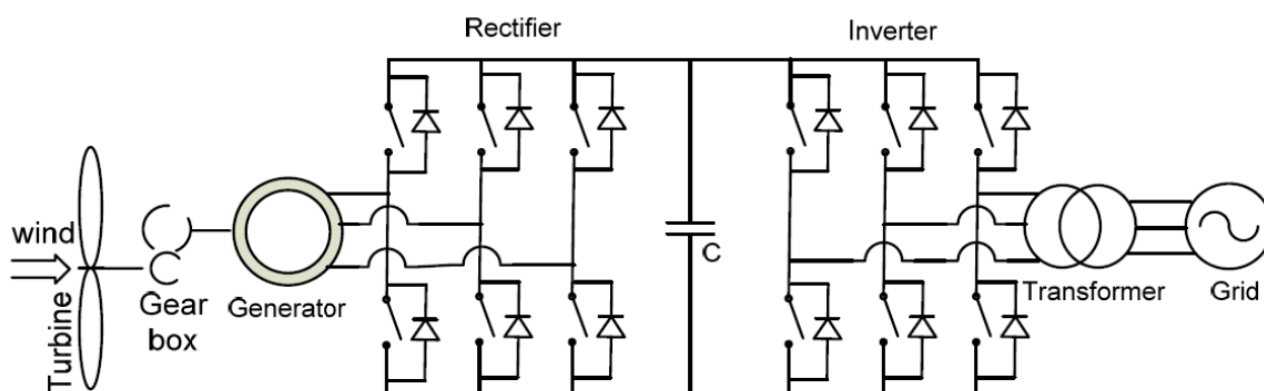 Rectifier
Inverter
wind
Turbine
Gear
box
Generator
C
Transformer
Grid